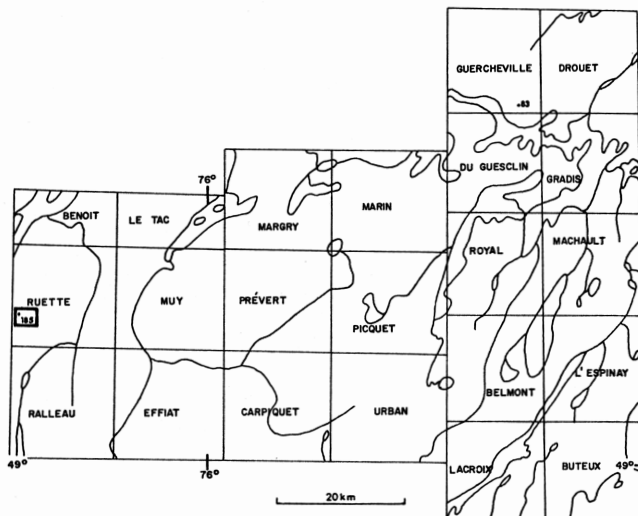 GUERCHEVILLE DROUET
.83
DU GUESCLIN GRADIS
76°
BENOIT LE TAC MARGRY MARIN
ROYAL MACHAULT
RUETTE MUY PRÉVERT PICQUET
185
BELMONT L'ESPINAY
RALLEAU EFFIAT CARPIQUET URBAN
49° 76° LACROIX BUTEUX 49°
20 km